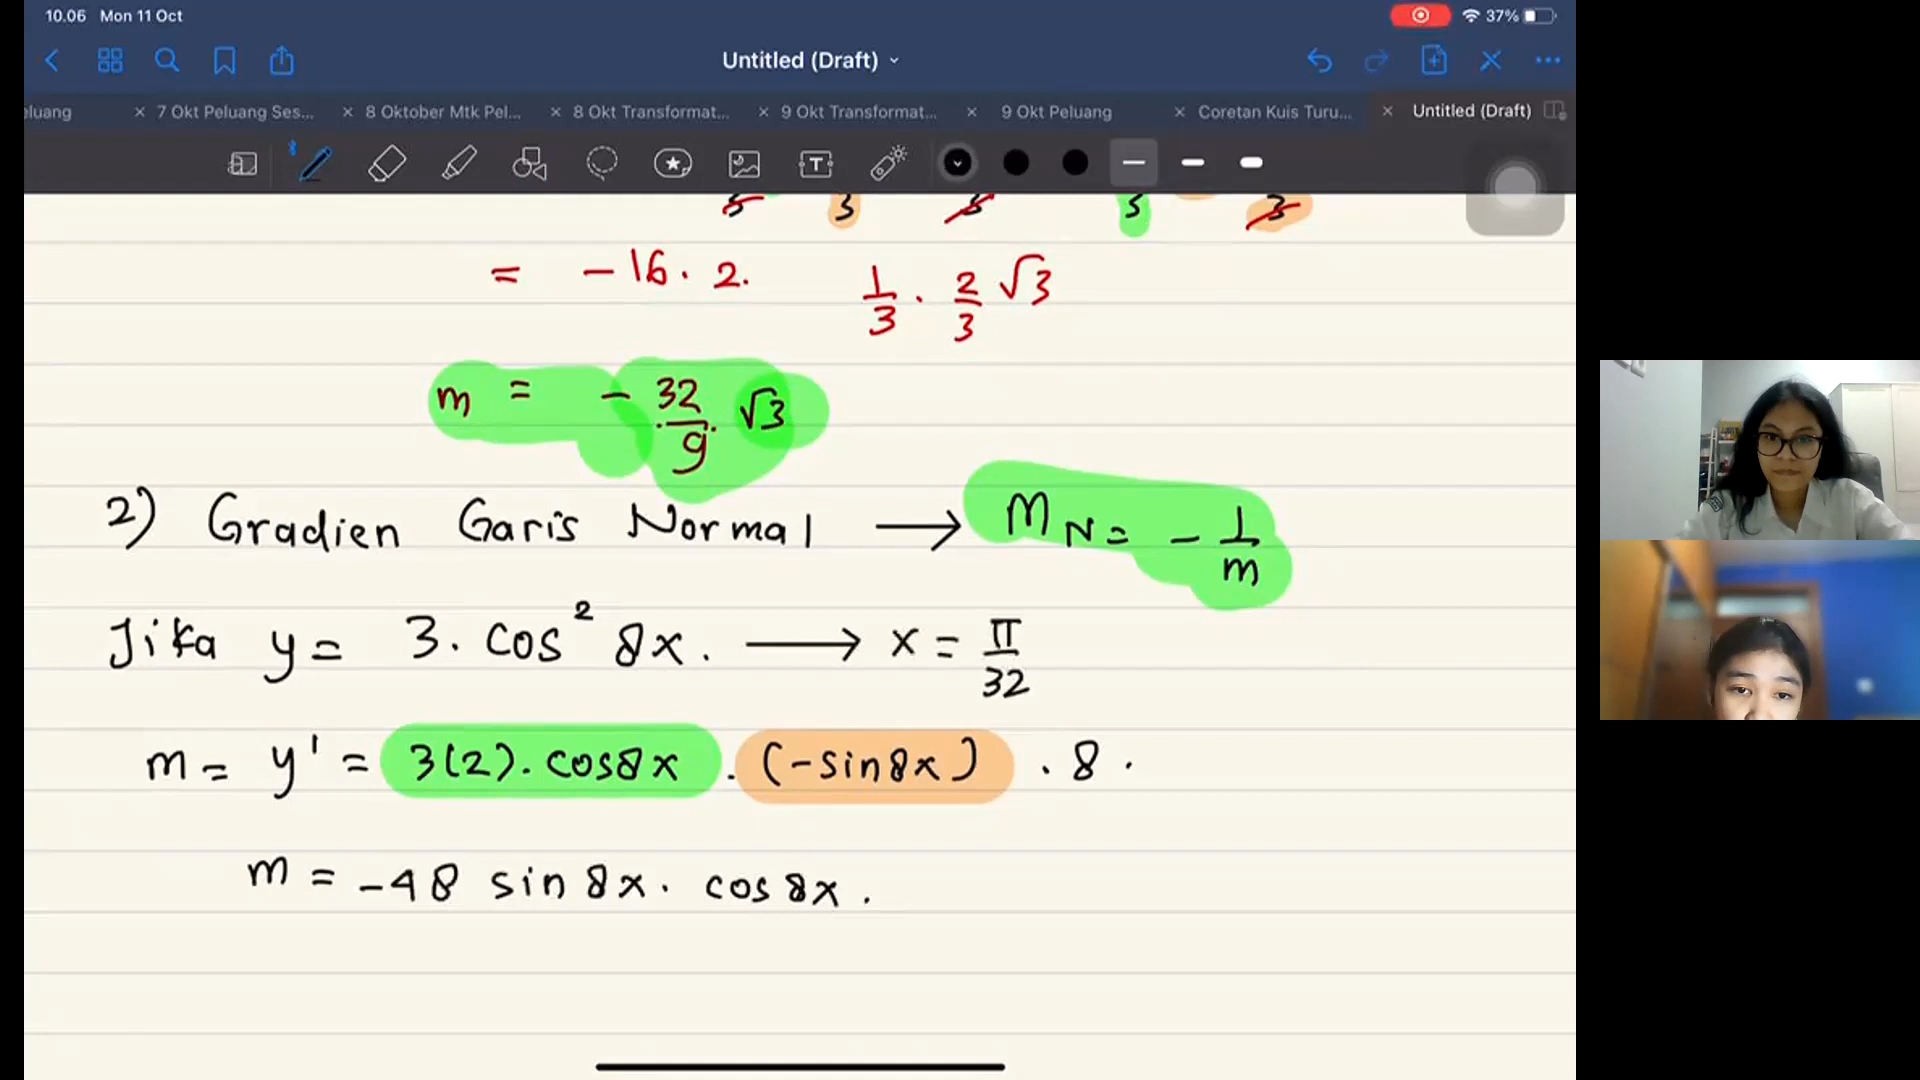 10.06 Mon 11 Oct
37%
Untitled (Draft)
eluang
7 Okt Peluang Ses...
8 Oktober Mtk Pel...
8 Okt Transformat...
9 Okt Transformat...
9 Okt Peluang
Coretan Kuis Turu...
Untitled (Draft)
3
= -16 . 2. 1/3 . 2/3 √3
m = - 32/9 . √3
2) Gradien Garis Normal → MN = - 1/m
Jika y = 3. cos² 8x. → x = π/32
m = y' = 3(2). cos8x . (-sin8x) . 8 .
m = -48 sin 8x . cos 8x .